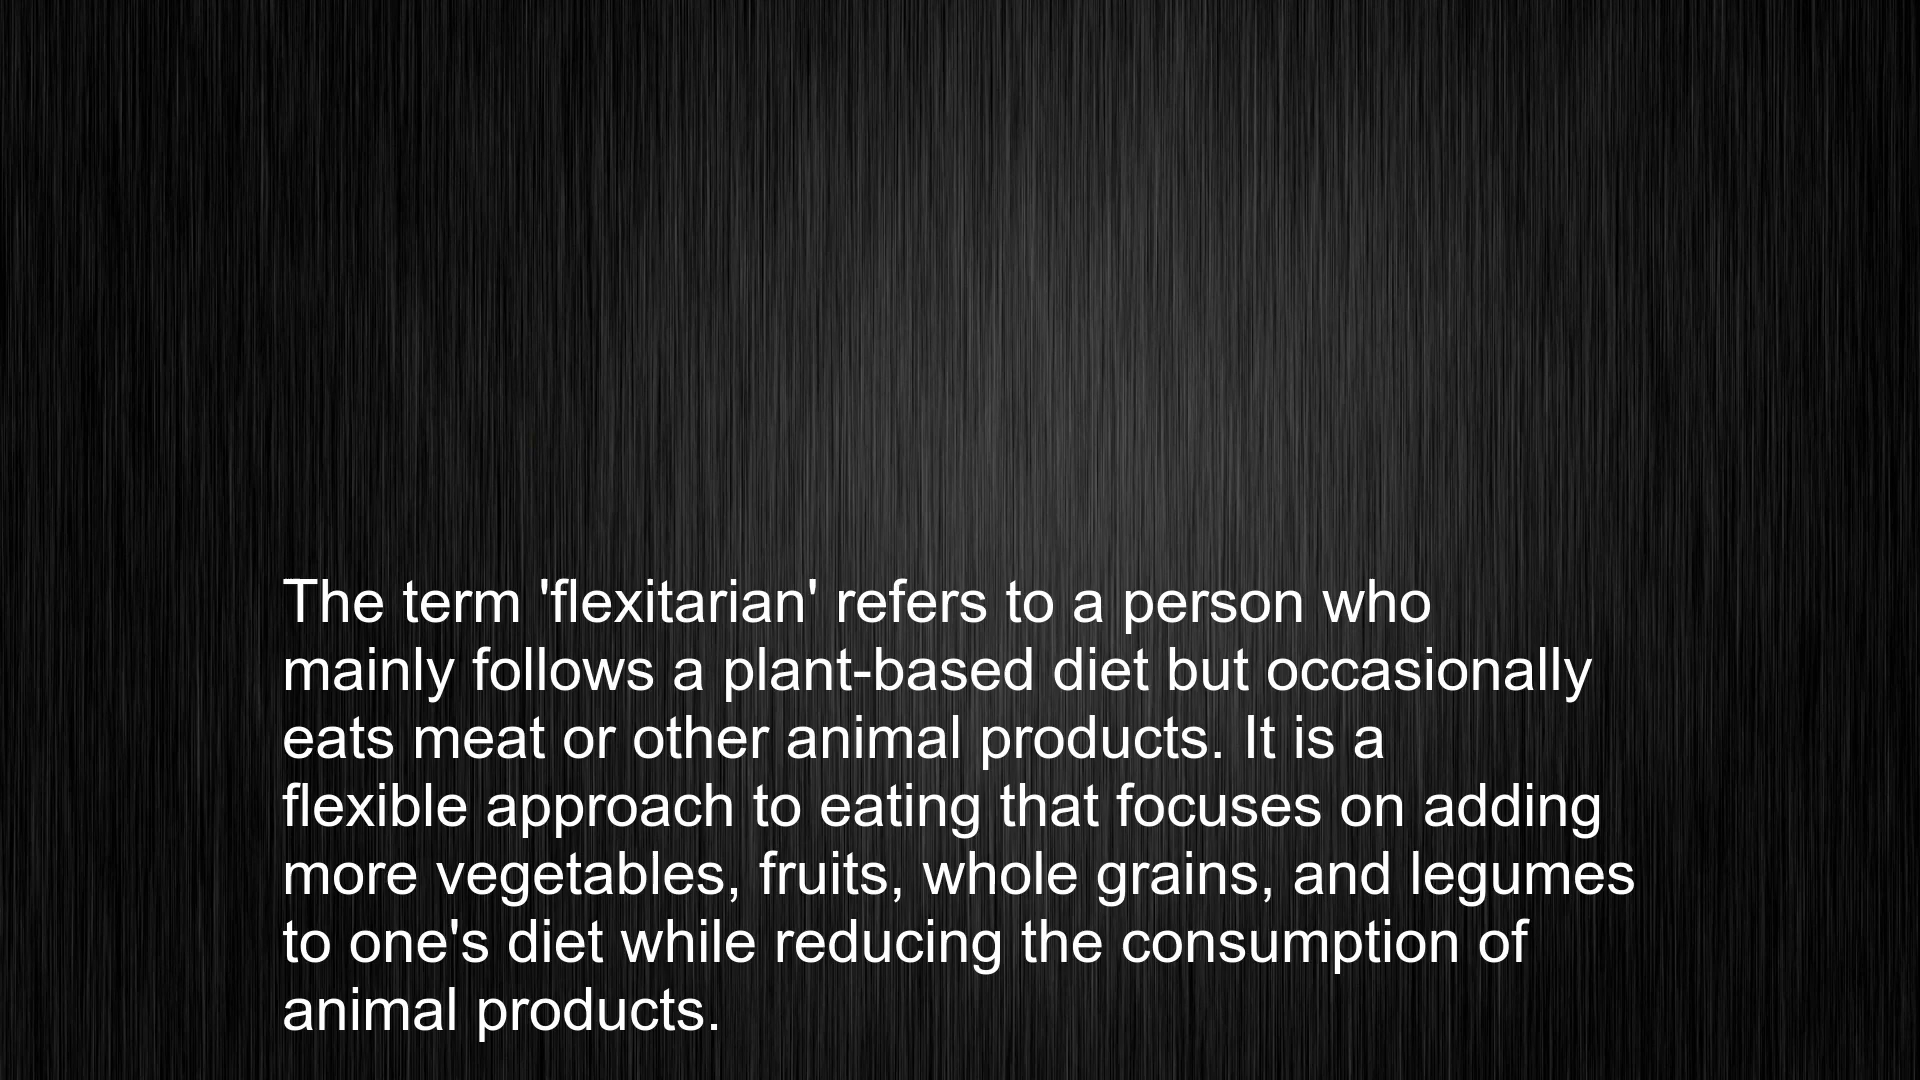 The term 'flexitarian' refers to a person who
mainly follows a plant-based diet but occasionally
eats meat or other animal products. It is a
flexible approach to eating that focuses on adding
more vegetables, fruits, whole grains, and legumes
to one's diet while reducing the consumption of
animal products.